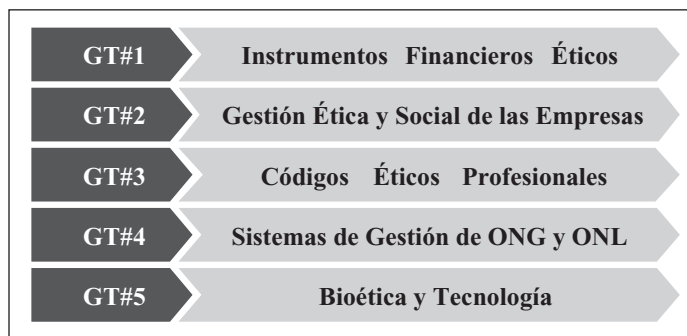 GT#1 Instrumentos Financieros Éticos
GT#2 Gestión Ética y Social de las Empresas
GT#3 Códigos Éticos Profesionales
GT#4 Sistemas de Gestión de ONG y ONL
GT#5 Bioética y Tecnología